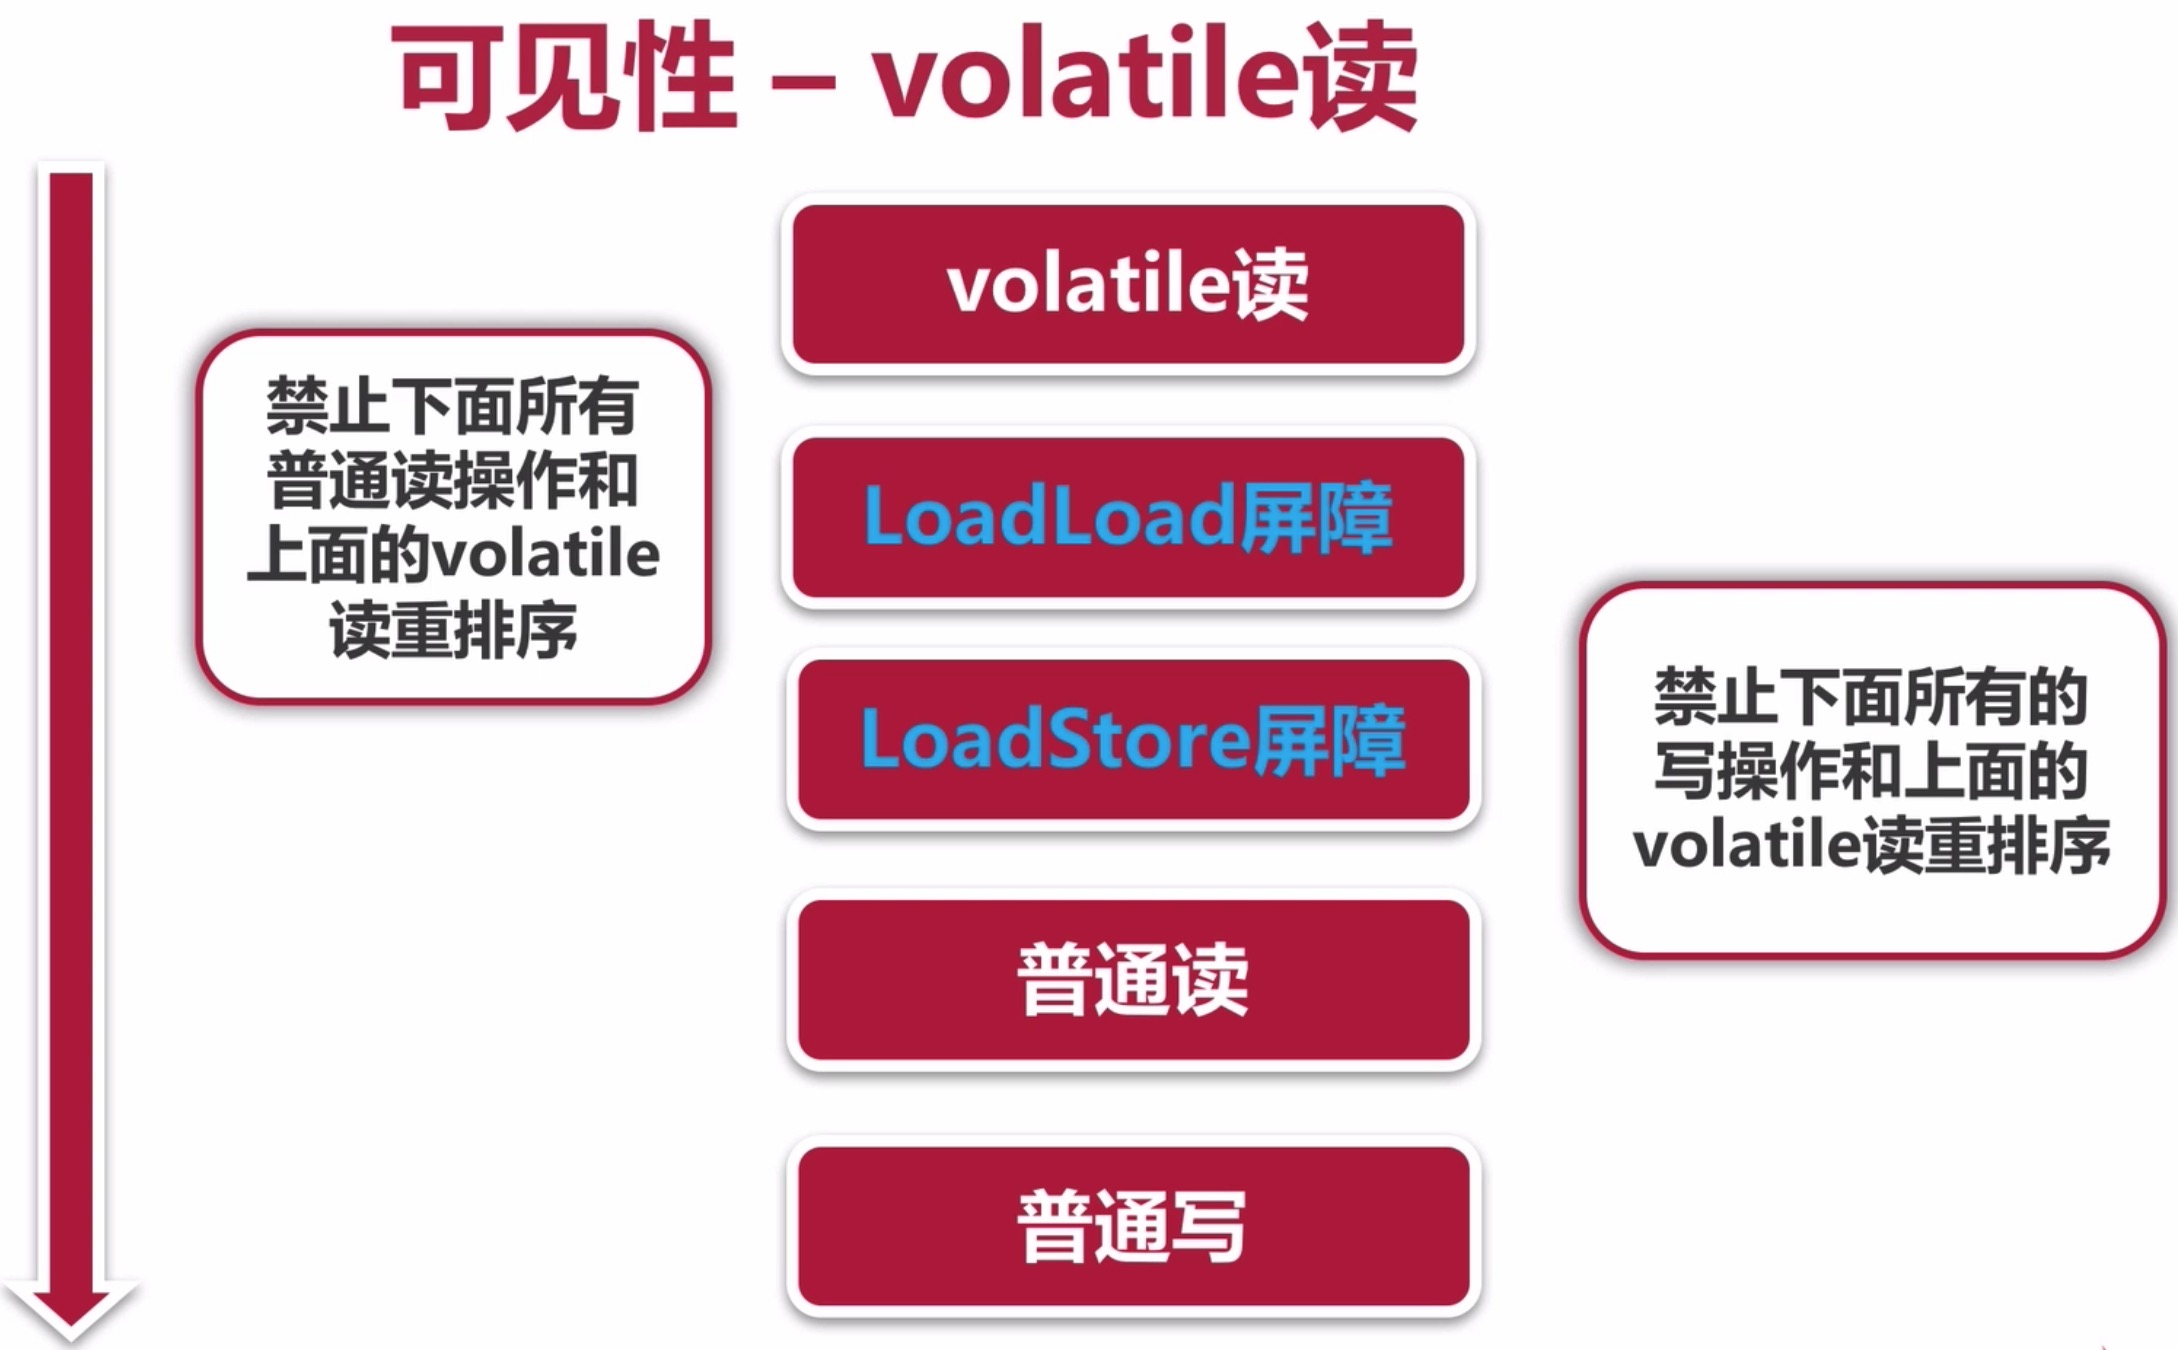 可见性 – volatile读
volatile读
禁止下面所有
普通读操作和
上面的volatile
读重排序
LoadLoad屏障
LoadStore屏障
禁止下面所有的
写操作和上面的
volatile读重排序
普通读
普通写